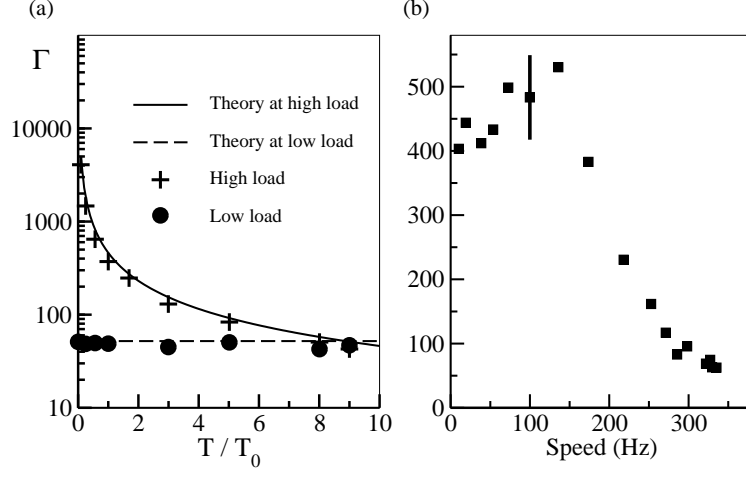 (a)
Γ
10000
1000
100
10
0 2 4 6 8 10
T / T0
Theory at high load
Theory at low load
High load
Low load
(b)
500
400
300
200
100
0
0 100 200 300
Speed (Hz)